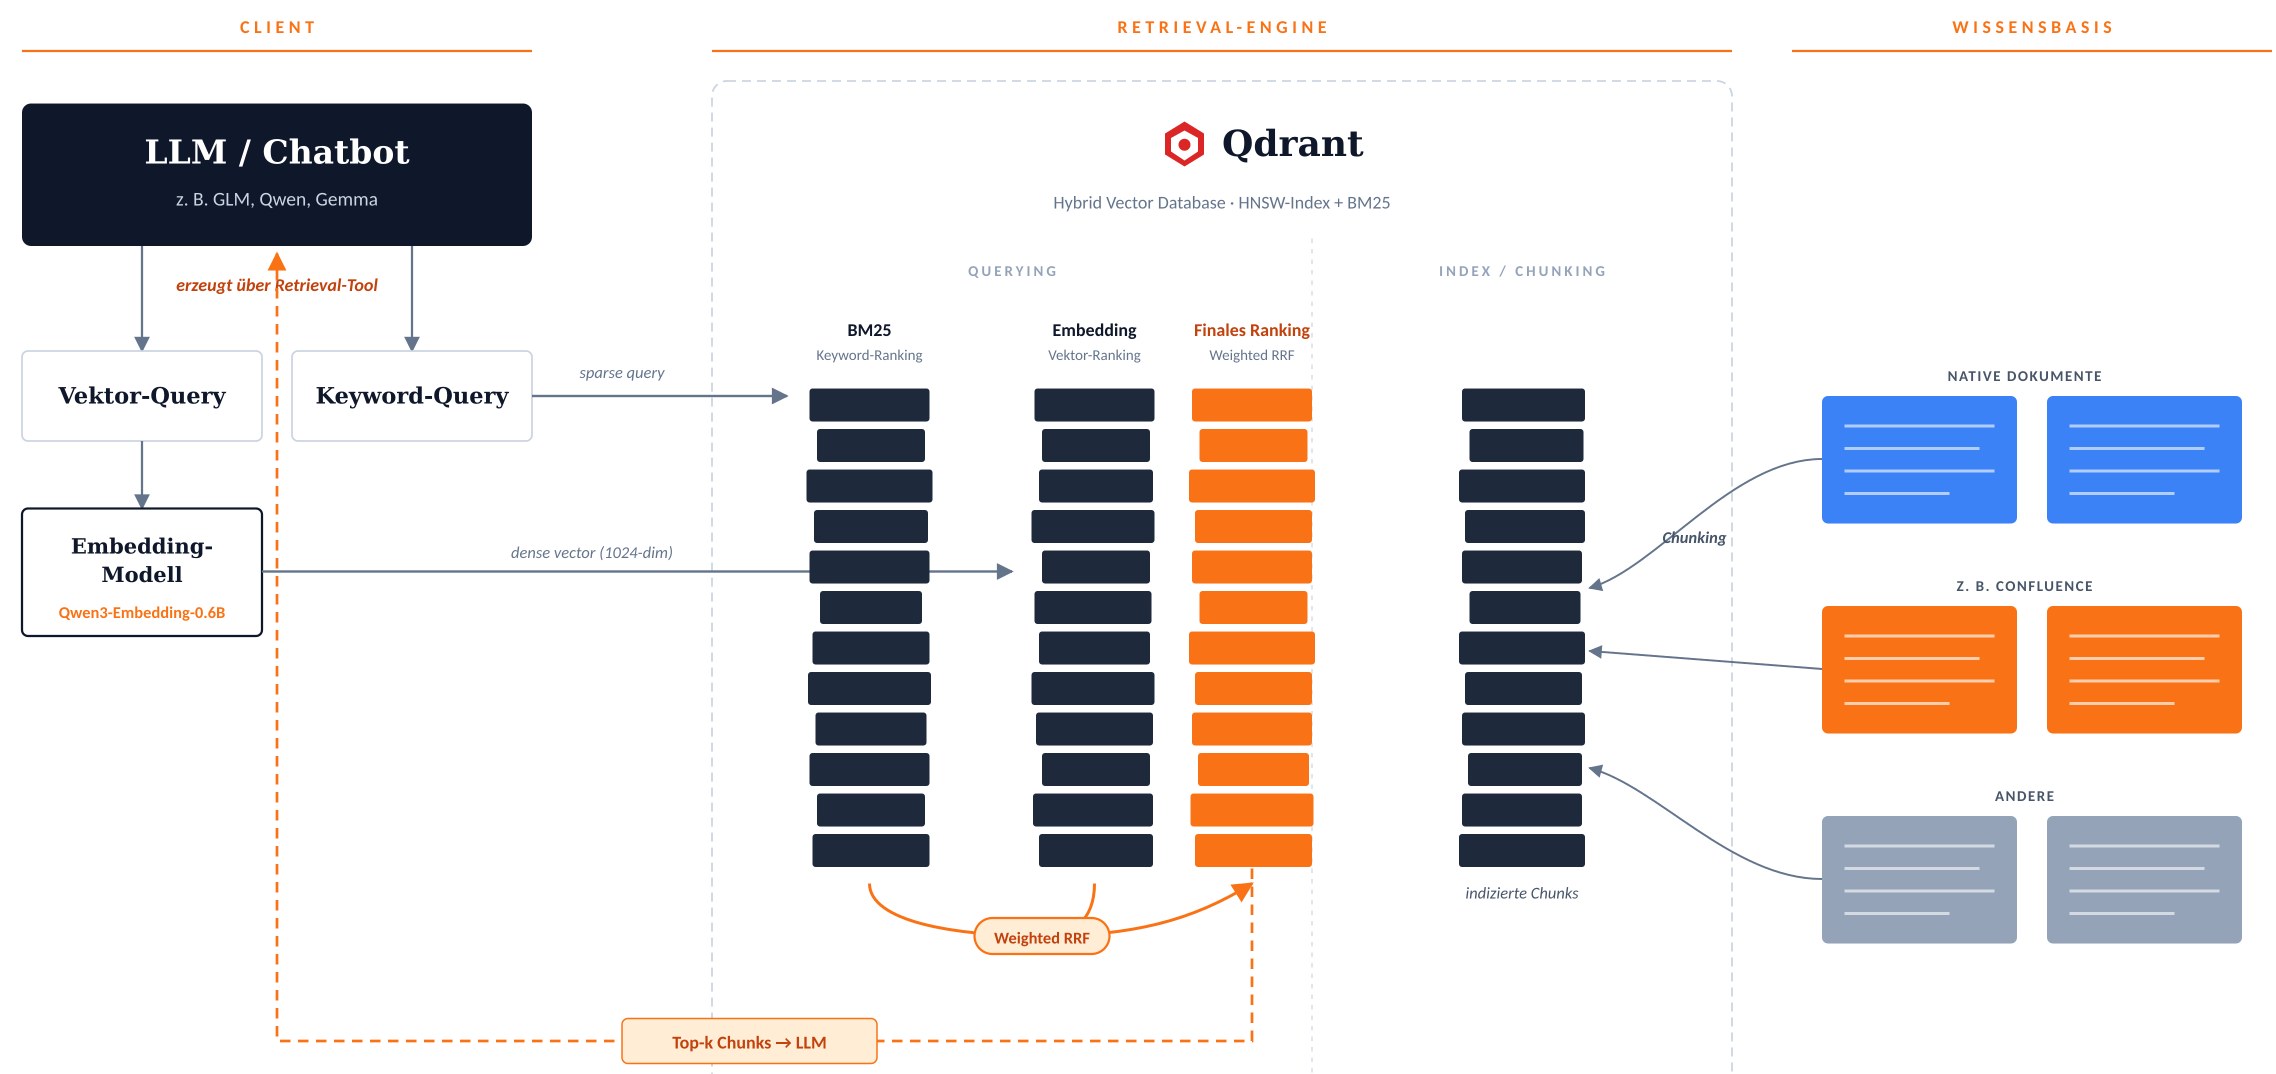 CLIENT
RETRIEVAL-ENGINE
WISSENSBASIS
LLM / Chatbot
z. B. GLM, Qwen, Gemma
erzeugt über Retrieval-Tool
Vektor-Query
Keyword-Query
Embedding-
Modell
Qwen3-Embedding-0.6B
sparse query
dense vector (1024-dim)
Qdrant
Hybrid Vector Database · HNSW-Index + BM25
QUERYING
INDEX / CHUNKING
BM25
Keyword-Ranking
Embedding
Vektor-Ranking
Finales Ranking
Weighted RRF
indizierte Chunks
Weighted RRF
Top-k Chunks → LLM
Chunking
NATIVE DOKUMENTE
Z. B. CONFLUENCE
ANDERE